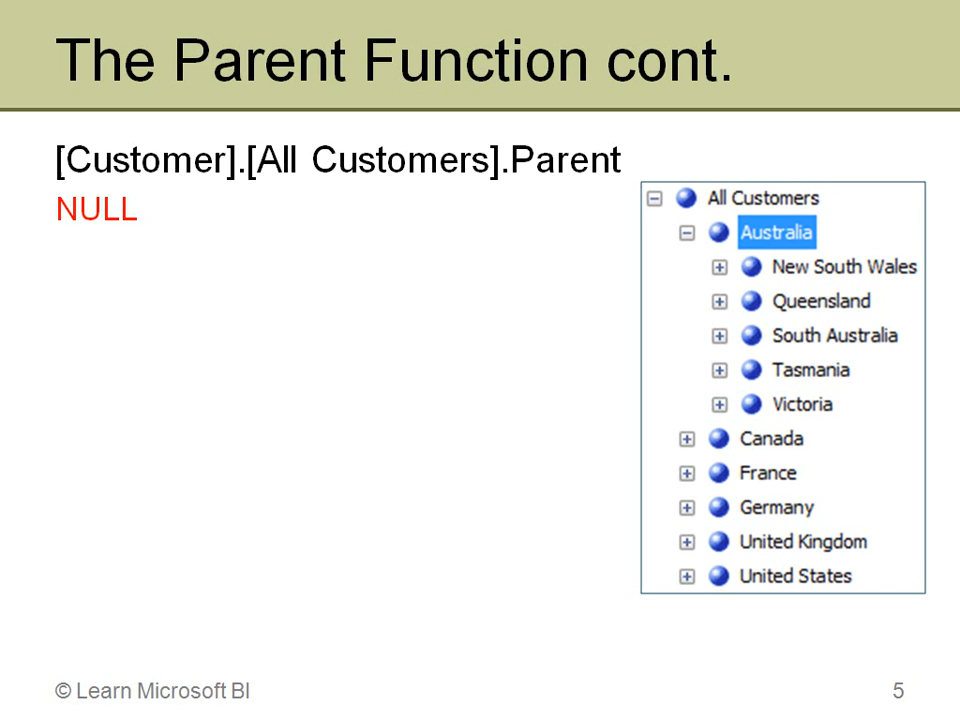 The Parent Function cont.
[Customer].[All Customers].Parent
NULL
All Customers
Australia
New South Wales
Queensland
South Australia
Tasmania
Victoria
Canada
France
Germany
United Kingdom
United States
© Learn Microsoft BI
5